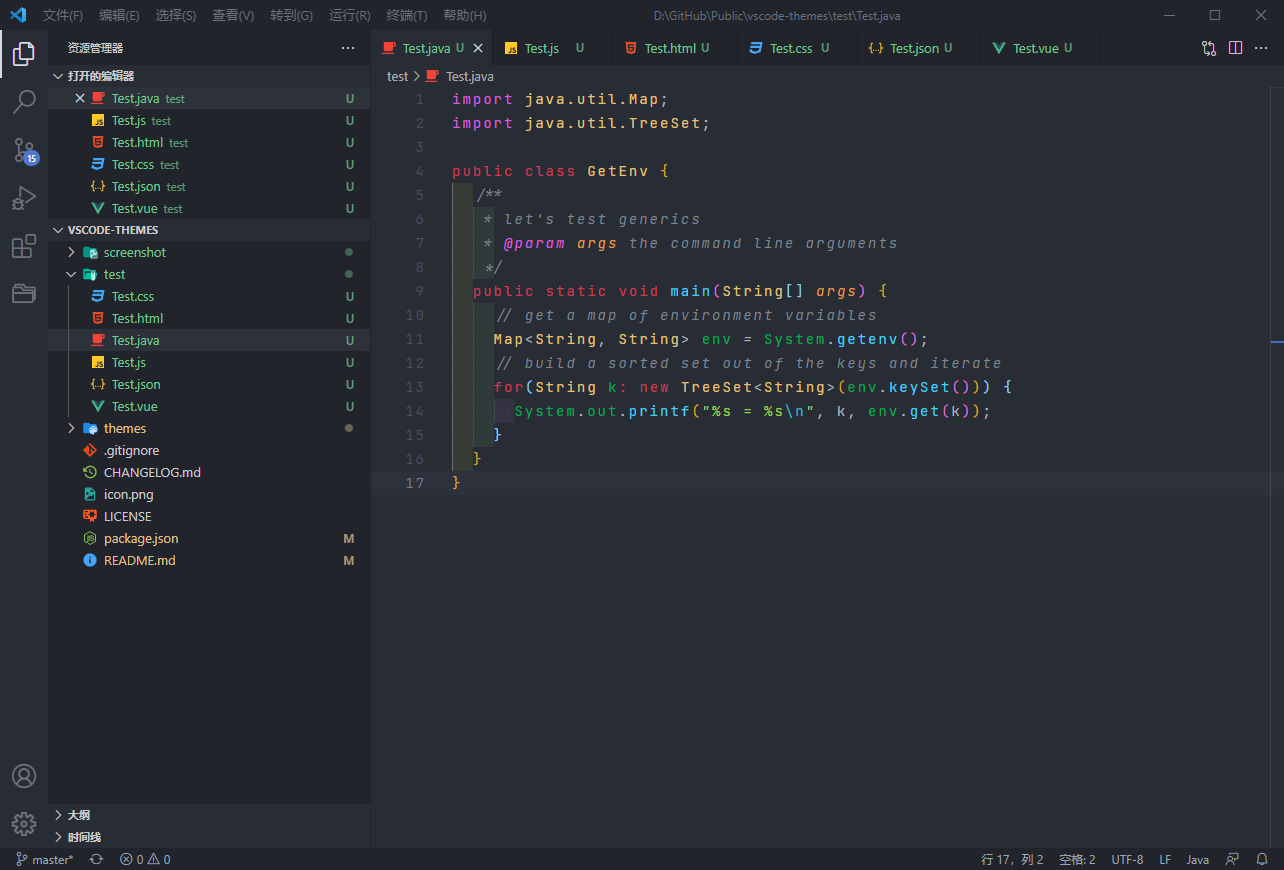 文件(F) 编辑(E) 选择(S) 查看(V) 转到(G) 运行(R) 终端(T) 帮助(H) D:\GitHub\Public\vscode-themes\test\Test.java
资源管理器
打开的编辑器
Test.java test U
Test.js test U
Test.html test U
Test.css test U
Test.json test U
Test.vue test U
VSCODE-THEMES
screenshot
test
Test.css U
Test.html U
Test.java U
Test.js U
Test.json U
Test.vue U
themes
.gitignore
CHANGELOG.md
icon.png
LICENSE
package.json M
README.md M
大纲
时间线
15
Test.java U Test.js U Test.html U Test.css U Test.json U Test.vue U
test > Test.java
1 import java.util.Map;
2 import java.util.TreeSet;
3
4 public class GetEnv {
5 /**
6 * let's test generics
7 * @param args the command line arguments
8 */
9 public static void main(String[] args) {
10 // get a map of environment variables
11 Map<String, String> env = System.getenv();
12 // build a sorted set out of the keys and iterate
13 for(String k: new TreeSet<String>(env.keySet())) {
14 System.out.printf("%s = %s\n", k, env.get(k));
15 }
16 }
17 }
master* 0 0 行 17，列 2 空格: 2 UTF-8 LF Java